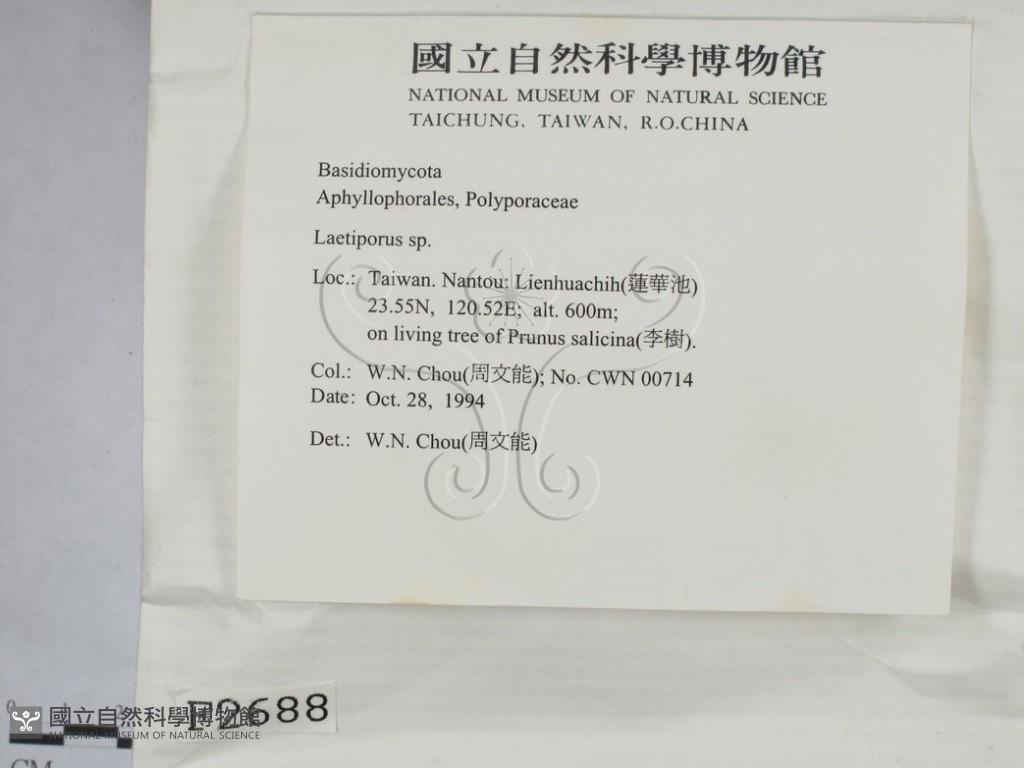 國立自然科學博物館
NATIONAL MUSEUM OF NATURAL SCIENCE
TAICHUNG, TAIWAN, R.O.CHINA
Basidiomycota
Aphyllophorales, Polyporaceae
Laetiporus sp.
Loc.: Taiwan. Nantou: Lienhuachih(蓮華池)
23.55N, 120.52E; alt. 600m;
on living tree of Prunus salicina(李樹).
Col.: W.N. Chou(周文能); No. CWN 00714
Date: Oct. 28, 1994
Det.: W.N. Chou(周文能)
F2688
國立自然科學博物館
NATIONAL MUSEUM OF NATURAL SCIENCE